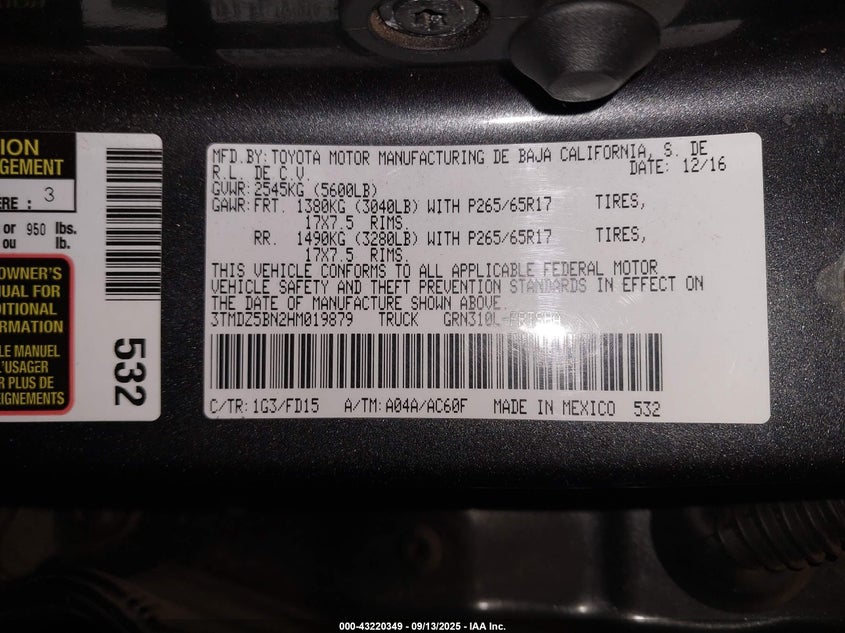 ION
GEMENT
ERE : 3
or 950 lbs.
ou lb.
OWNER'S
UAL FOR
DITIONAL
RMATION
LE MANUEL
L'USAGER
R PLUS DE
EIGNEMENTS
532
MFD.BY:TOYOTA MOTOR MANUFACTURING DE BAJA CALIFORNIA, S. DE
R.L. DE C.V. DATE: 12/16
GVWR:2545KG (5600LB)
GAWR:FRT. 1380KG (3040LB) WITH P265/65R17 TIRES,
17X7.5 RIMS.
RR. 1490KG (3280LB) WITH P265/65R17 TIRES,
17X7.5 RIMS.
THIS VEHICLE CONFORMS TO ALL APPLICABLE FEDERAL MOTOR
VEHICLE SAFETY AND THEFT PREVENTION STANDARDS IN EFFECT ON
THE DATE OF MANUFACTURE SHOWN ABOVE.
3TMDZ5BN2HM019879 TRUCK
C/TR:1G3/FD15 A/TM:A04A/AC60F MADE IN MEXICO 532
000-43220349 - 09/13/2025 - IAA Inc.